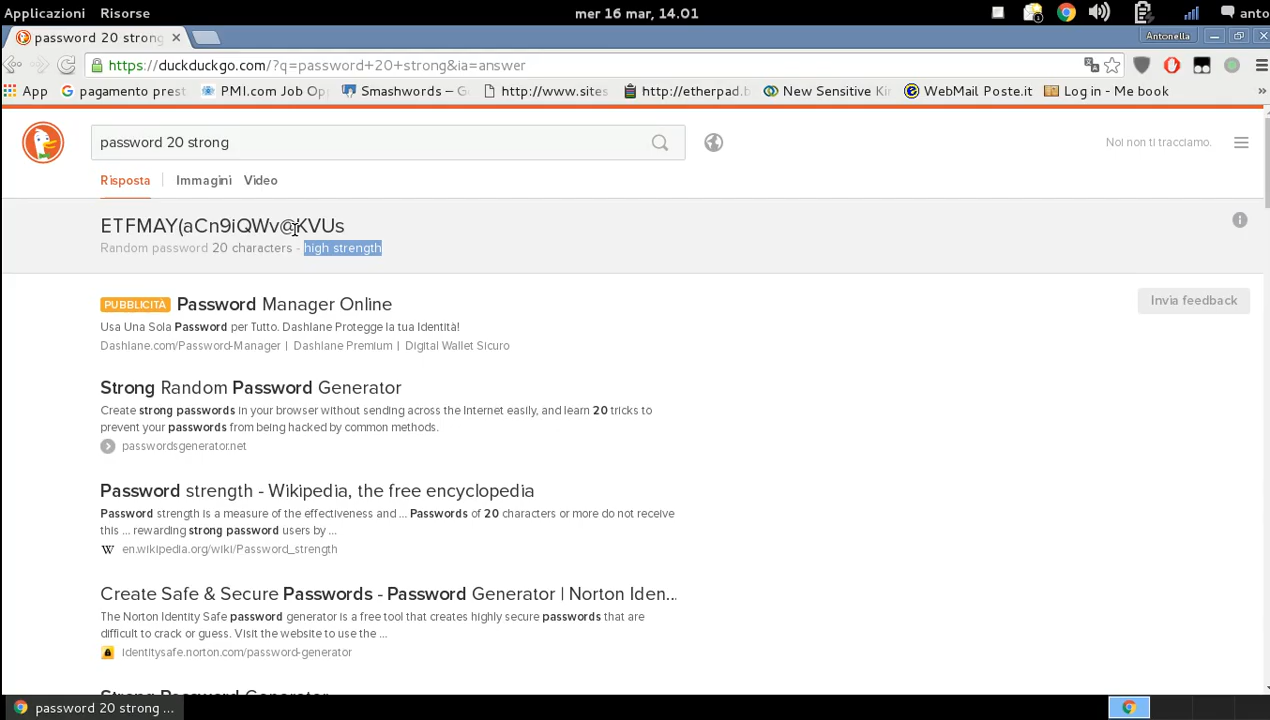 Applicazioni Risorse mer 16 mar, 14.01 anto
password 20 strong Antonella
https://duckduckgo.com/?q=password+20+strong&ia=answer
App pagamento prest PMI.com Job Op Smashwords – G http://www.sites http://etherpad.b New Sensitive Ki WebMail Poste.it Log in - Me book »
password 20 strong Noi non ti tracciamo.
Risposta Immagini Video
ETFMAY(aCn9iQWv@KVUs
Random password 20 characters - high strength
PUBBLICITÀ Password Manager Online Invia feedback
Usa Una Sola Password per Tutto. Dashlane Protegge la tua Identità!
Dashlane.com/Password-Manager | Dashlane Premium | Digital Wallet Sicuro
Strong Random Password Generator
Create strong passwords in your browser without sending across the Internet easily, and learn 20 tricks to
prevent your passwords from being hacked by common methods.
passwordsgenerator.net
Password strength - Wikipedia, the free encyclopedia
Password strength is a measure of the effectiveness and ... Passwords of 20 characters or more do not receive
this ... rewarding strong password users by ...
W en.wikipedia.org/wiki/Password_strength
Create Safe & Secure Passwords - Password Generator | Norton Iden...
The Norton Identity Safe password generator is a free tool that creates highly secure passwords that are
difficult to crack or guess. Visit the website to use the ...
identitysafe.norton.com/password-generator
Strong Password Generator
password 20 strong ...